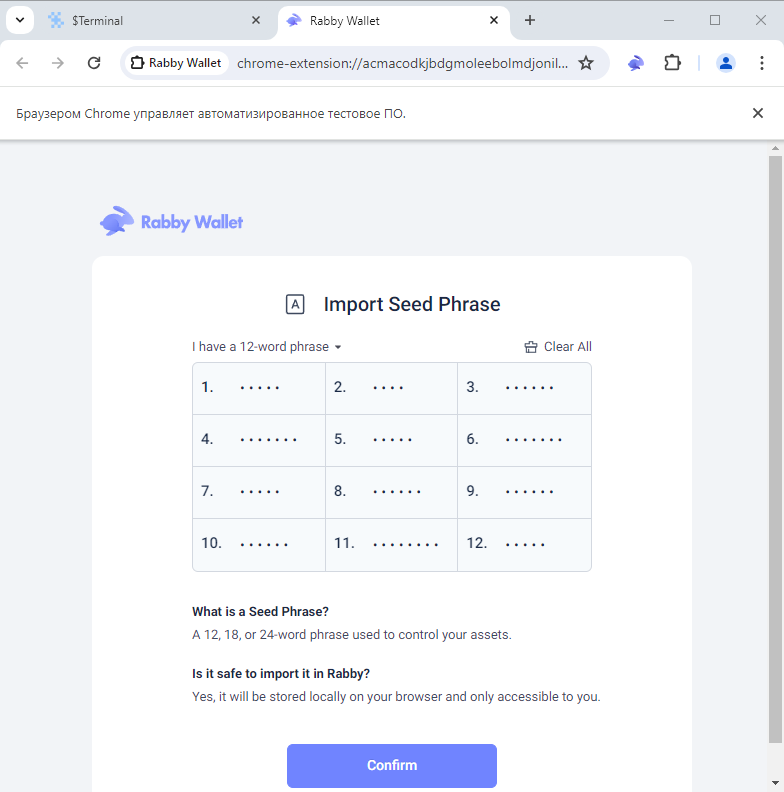 $Terminal
Rabby Wallet
Rabby Wallet
chrome-extension://acmacodkjbdgmoleebolmdjonil...
Браузером Chrome управляет автоматизированное тестовое ПО.
Rabby Wallet
A
Import Seed Phrase
I have a 12-word phrase
Clear All
1. •••••
2. ••••
3. ••••••
4. •••••••
5. •••••
6. •••••••
7. •••••
8. ••••••
9. ••••••
10. ••••••
11. ••••••••
12. •••••
What is a Seed Phrase?
A 12, 18, or 24-word phrase used to control your assets.
Is it safe to import it in Rabby?
Yes, it will be stored locally on your browser and only accessible to you.
Confirm